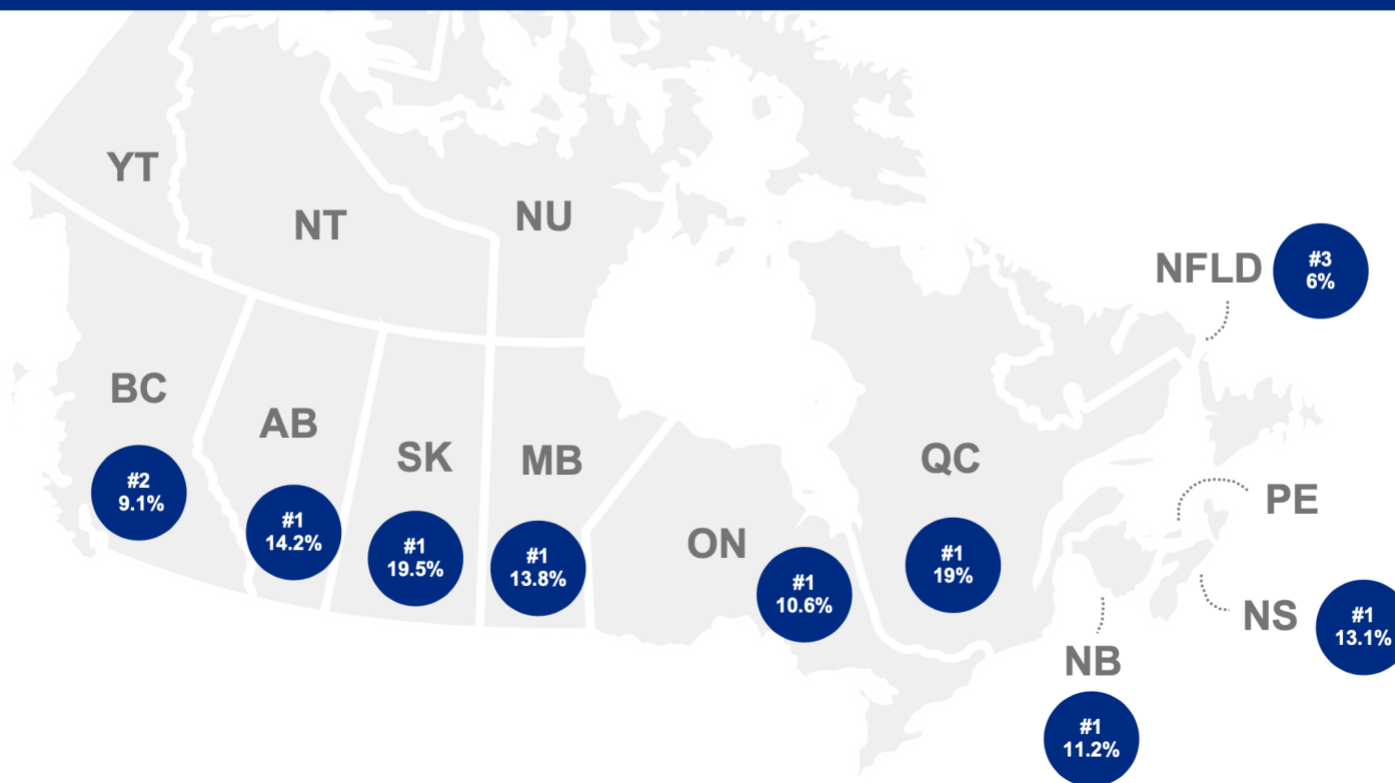 YT
NT
NU
NFLD
#3
6%
BC
#2
9.1%
AB
#1
14.2%
SK
#1
19.5%
MB
#1
13.8%
ON
#1
10.6%
QC
#1
19%
PE
NS
#1
13.1%
NB
#1
11.2%